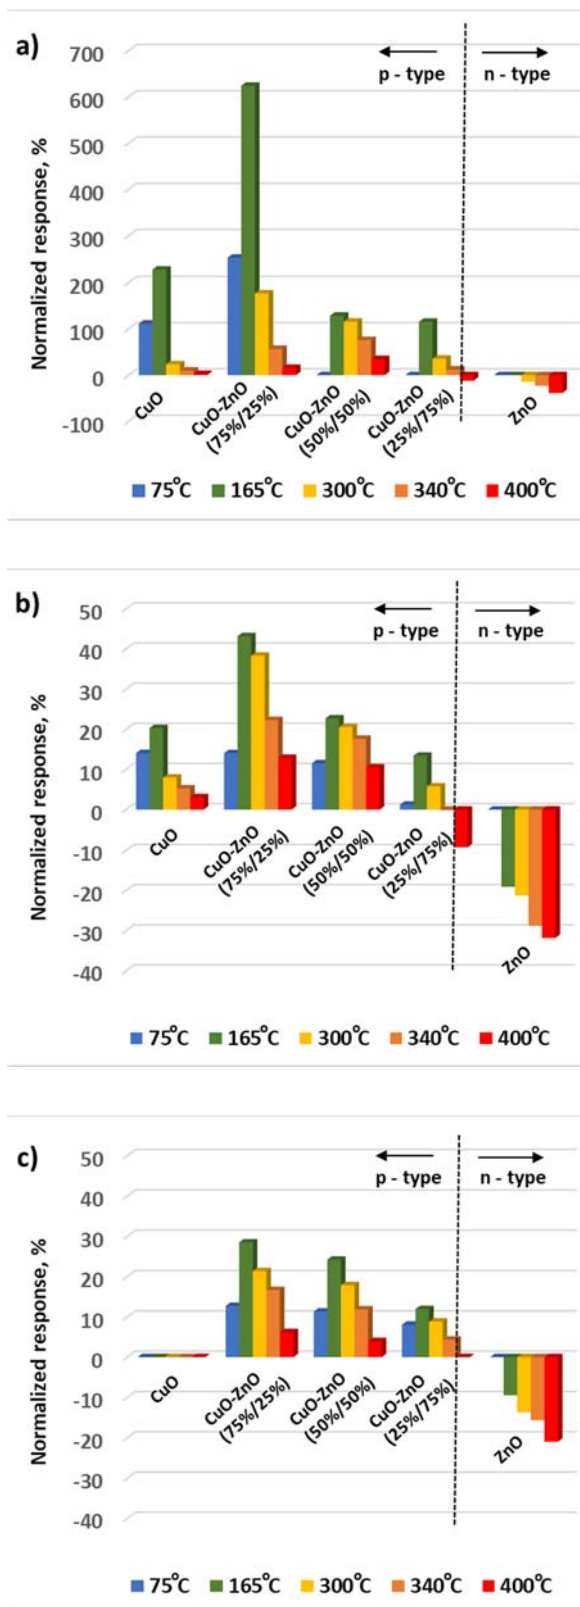 a)
Normalized response, %
700
600
500
400
300
200
100
0
-100
p - type
n - type
CuO
CuO-ZnO
(75%/25%)
CuO-ZnO
(50%/50%)
CuO-ZnO
(25%/75%)
ZnO
75°C 165°C 300°C 340°C 400°C
b)
Normalized response, %
50
40
30
20
10
0
-10
-20
-30
-40
p - type
n - type
CuO
CuO-ZnO
(75%/25%)
CuO-ZnO
(50%/50%)
CuO-ZnO
(25%/75%)
ZnO
75°C 165°C 300°C 340°C 400°C
c)
Normalized response, %
50
40
30
20
10
0
-10
-20
-30
-40
p - type
n - type
CuO
CuO-ZnO
(75%/25%)
CuO-ZnO
(50%/50%)
CuO-ZnO
(25%/75%)
ZnO
75°C 165°C 300°C 340°C 400°C